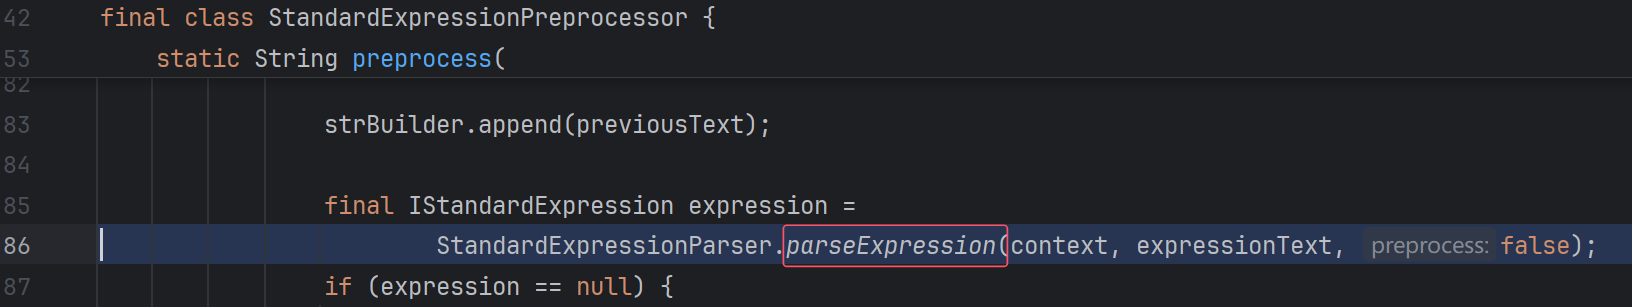 42 final class StandardExpressionPreprocessor {
53 static String preprocess(
82
83 strBuilder.append(previousText);
84
85 final IStandardExpression expression =
86 StandardExpressionParser.parseExpression(context, expressionText, preprocess: false);
87 if (expression == null) {